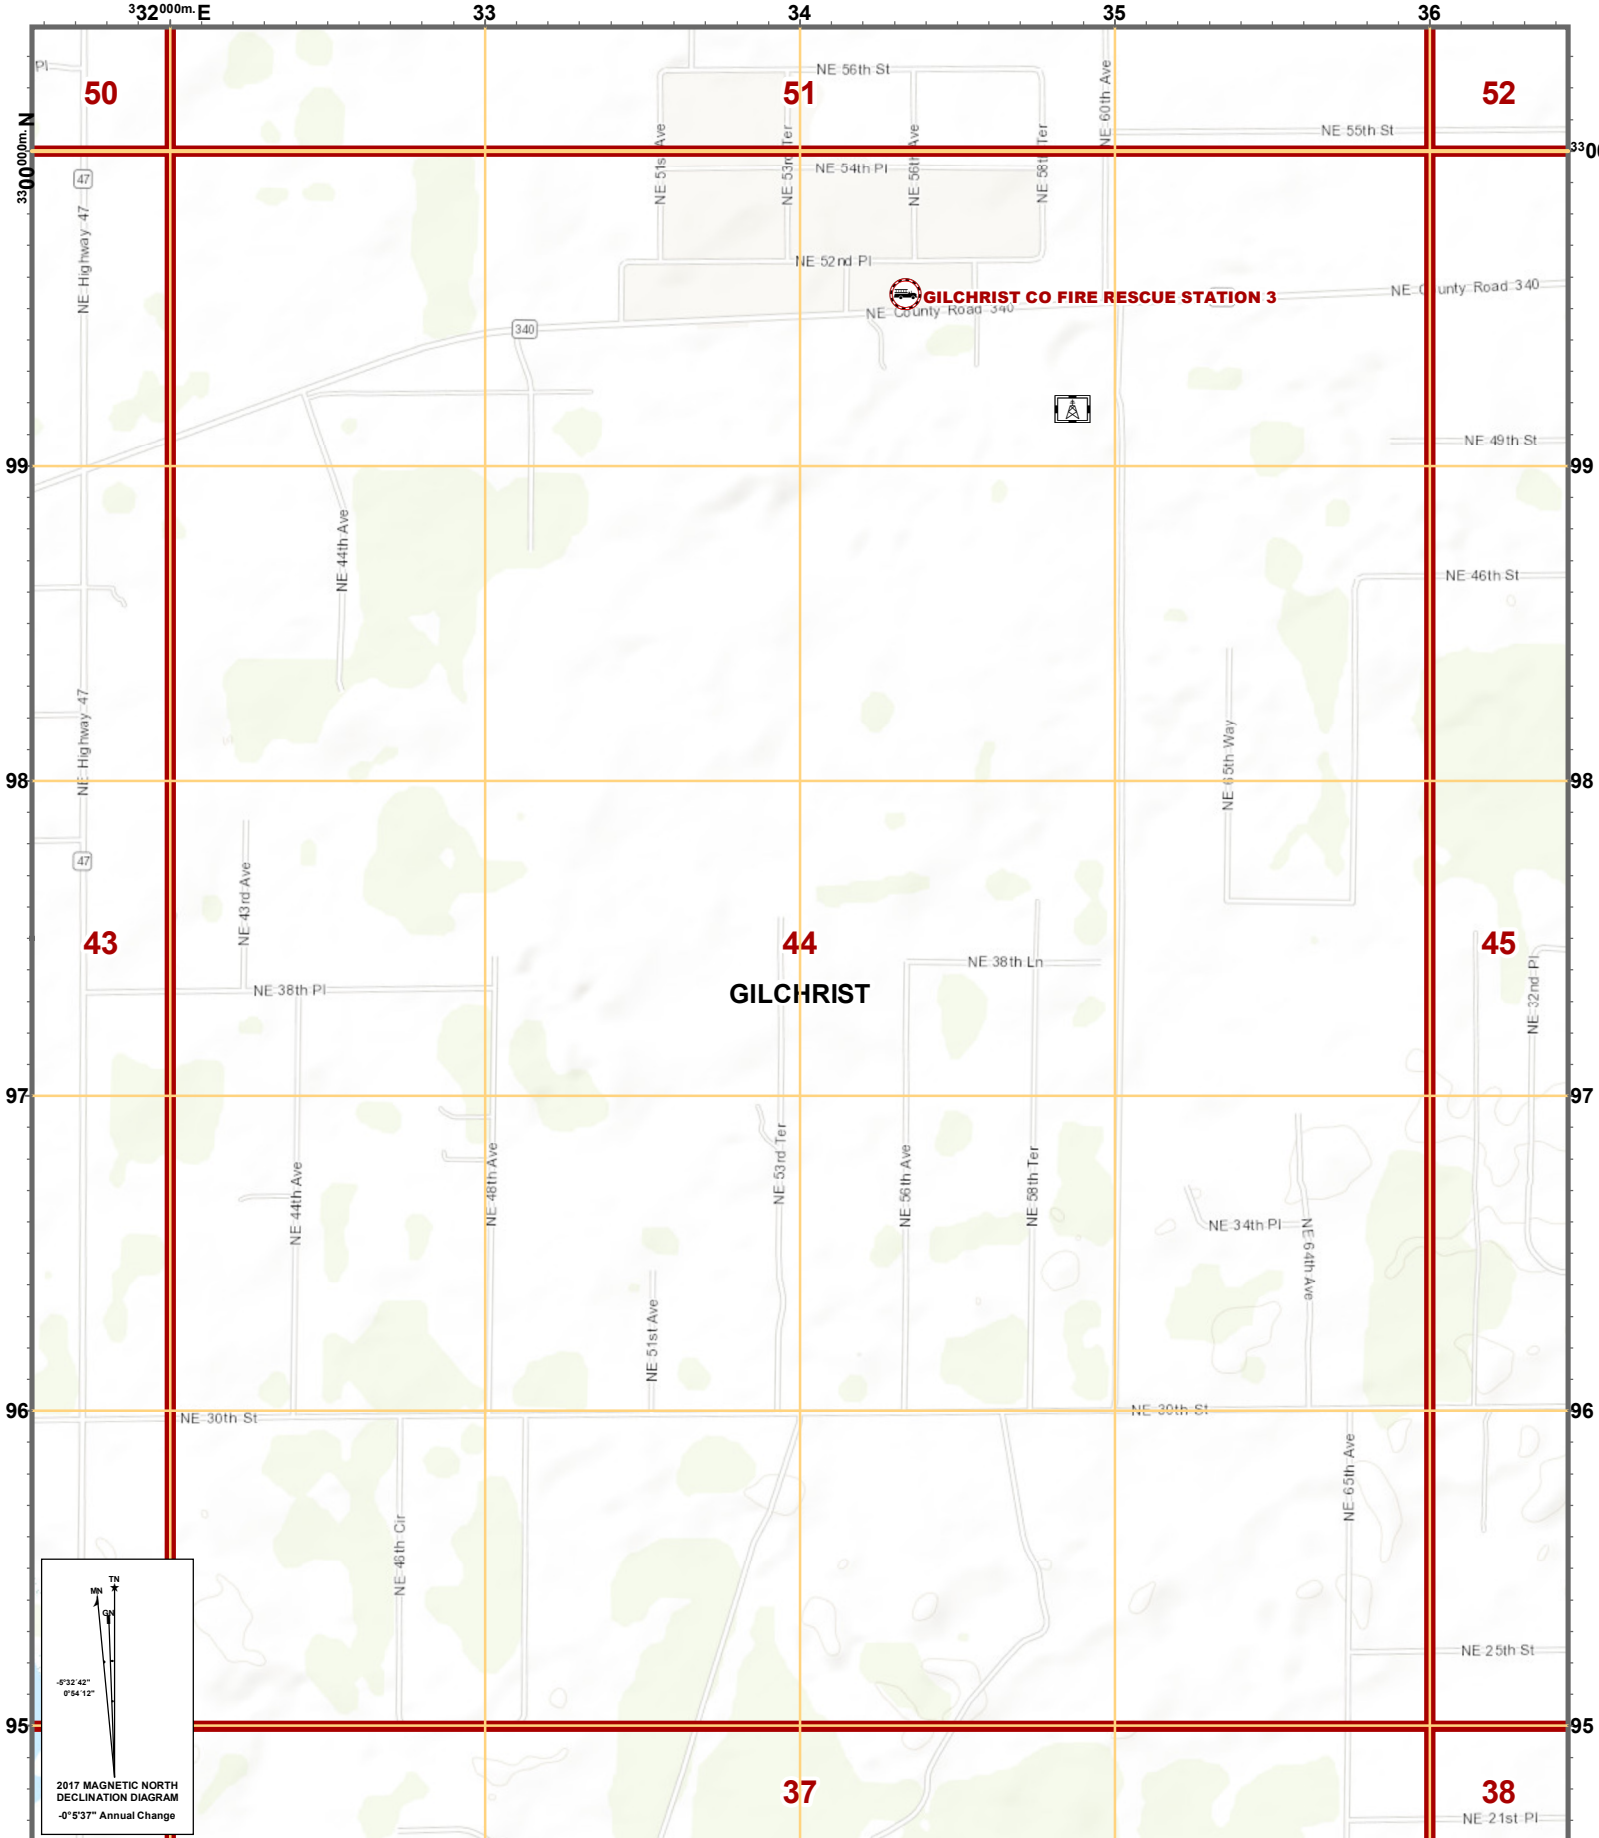 332000m.E 33 34 35 36
Pl
50
51
52
NE 56th St
NE 60th Ave
NE 55th St
3300000m.N
3300
47
NE 51st Ave
NE 53rd Ter
NE 56th Ave
NE 58th Ter
NE 54th Pl
NE Highway 47
NE 52nd Pl
GILCHRIST CO FIRE RESCUE STATION 3
NE County Road 340
NE County Road 340
340
NE 49th St
99 99
NE 44th Ave
NE 46th St
NE Highway 47
NE 65th Way
98 98
47
NE 43rd Ave
43
44
45
NE 38th Ln
NE 38th Pl
GILCHRIST
NE 32nd Pl
97 97
NE 44th Ave
NE 48th Ave
NE 53rd Ter
NE 56th Ave
NE 58th Ter
NE 34th Pl
NE 64th Ave
NE 51st Ave
96 96
NE 30th St
NE 30th St
NE 65th Ave
NE 46th Cir
TN
MN
GN
-5°32'42"
0°54'12"
NE 25th St
95 95
2017 MAGNETIC NORTH
DECLINATION DIAGRAM
-0°5'37" Annual Change
37
38
NE 21st Pl